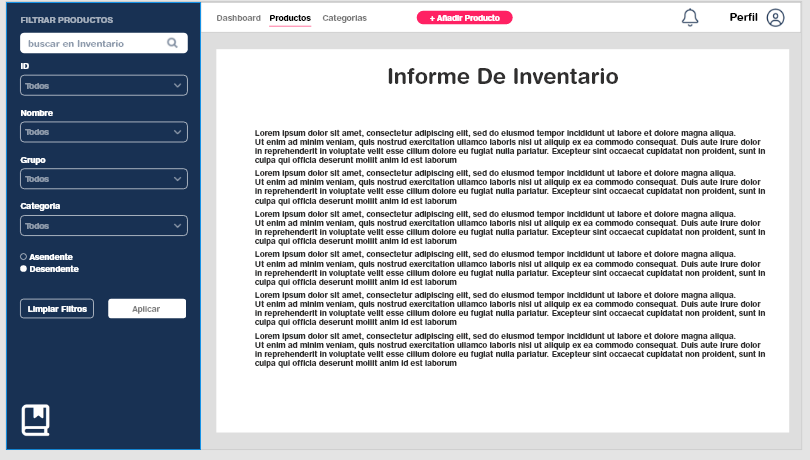 FILTRAR PRODUCTOS
buscar en Inventario
ID
Todos
Nombre
Todos
Grupo
Todos
Categoria
Todos
Asendente
Desendente
Limpiar Filtros
Aplicar
Dashboard
Productos
Categorias
+ Añadir Producto
Perfil
Informe De Inventario
Lorem ipsum dolor sit amet, consectetur adipiscing elit, sed do eiusmod tempor incididunt ut labore et dolore magna aliqua.
Ut enim ad minim veniam, quis nostrud exercitation ullamco laboris nisi ut aliquip ex ea commodo consequat. Duis aute irure dolor
in reprehenderit in voluptate velit esse cillum dolore eu fugiat nulla pariatur. Excepteur sint occaecat cupidatat non proident, sunt in
culpa qui officia deserunt mollit anim id est laborum
Lorem ipsum dolor sit amet, consectetur adipiscing elit, sed do eiusmod tempor incididunt ut labore et dolore magna aliqua.
Ut enim ad minim veniam, quis nostrud exercitation ullamco laboris nisi ut aliquip ex ea commodo consequat. Duis aute irure dolor
in reprehenderit in voluptate velit esse cillum dolore eu fugiat nulla pariatur. Excepteur sint occaecat cupidatat non proident, sunt in
culpa qui officia deserunt mollit anim id est laborum
Lorem ipsum dolor sit amet, consectetur adipiscing elit, sed do eiusmod tempor incididunt ut labore et dolore magna aliqua.
Ut enim ad minim veniam, quis nostrud exercitation ullamco laboris nisi ut aliquip ex ea commodo consequat. Duis aute irure dolor
in reprehenderit in voluptate velit esse cillum dolore eu fugiat nulla pariatur. Excepteur sint occaecat cupidatat non proident, sunt in
culpa qui officia deserunt mollit anim id est laborum
Lorem ipsum dolor sit amet, consectetur adipiscing elit, sed do eiusmod tempor incididunt ut labore et dolore magna aliqua.
Ut enim ad minim veniam, quis nostrud exercitation ullamco laboris nisi ut aliquip ex ea commodo consequat. Duis aute irure dolor
in reprehenderit in voluptate velit esse cillum dolore eu fugiat nulla pariatur. Excepteur sint occaecat cupidatat non proident, sunt in
culpa qui officia deserunt mollit anim id est laborum
Lorem ipsum dolor sit amet, consectetur adipiscing elit, sed do eiusmod tempor incididunt ut labore et dolore magna aliqua.
Ut enim ad minim veniam, quis nostrud exercitation ullamco laboris nisi ut aliquip ex ea commodo consequat. Duis aute irure dolor
in reprehenderit in voluptate velit esse cillum dolore eu fugiat nulla pariatur. Excepteur sint occaecat cupidatat non proident, sunt in
culpa qui officia deserunt mollit anim id est laborum
Lorem ipsum dolor sit amet, consectetur adipiscing elit, sed do eiusmod tempor incididunt ut labore et dolore magna aliqua.
Ut enim ad minim veniam, quis nostrud exercitation ullamco laboris nisi ut aliquip ex ea commodo consequat. Duis aute irure dolor
in reprehenderit in voluptate velit esse cillum dolore eu fugiat nulla pariatur. Excepteur sint occaecat cupidatat non proident, sunt in
culpa qui officia deserunt mollit anim id est laborum